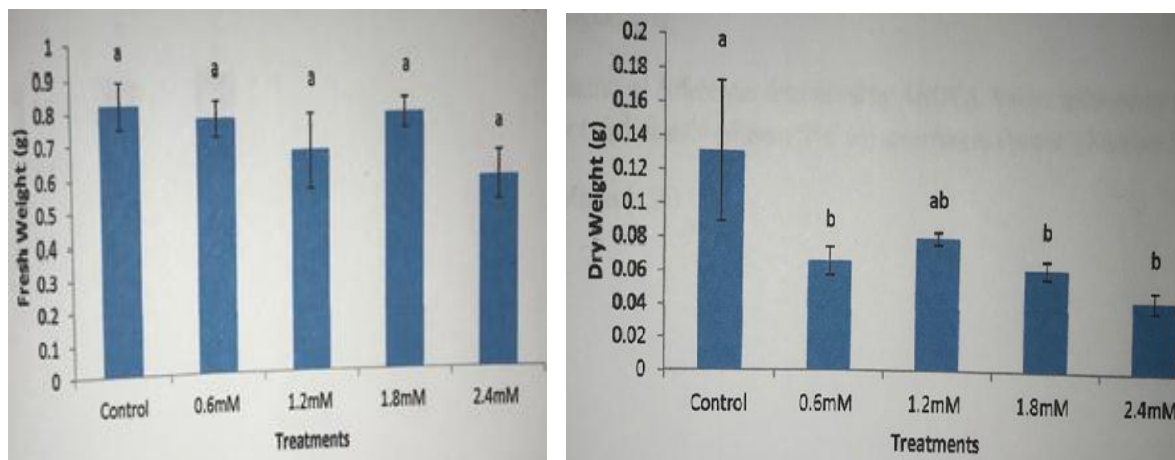 1
0.9
0.8
0.7
0.6
0.5
0.4
0.3
0.2
0.1
0
Fresh Weight (g)
a
a
a
a
a
Control
0.6mM
1.2mM
1.8mM
2.4mM
Treatments
0.2
0.18
0.16
0.14
0.12
0.1
0.08
0.06
0.04
0.02
0
Dry Weight (g)
a
b
ab
b
b
Control
0.6mM
1.2mM
1.8mM
2.4mM
Treatments